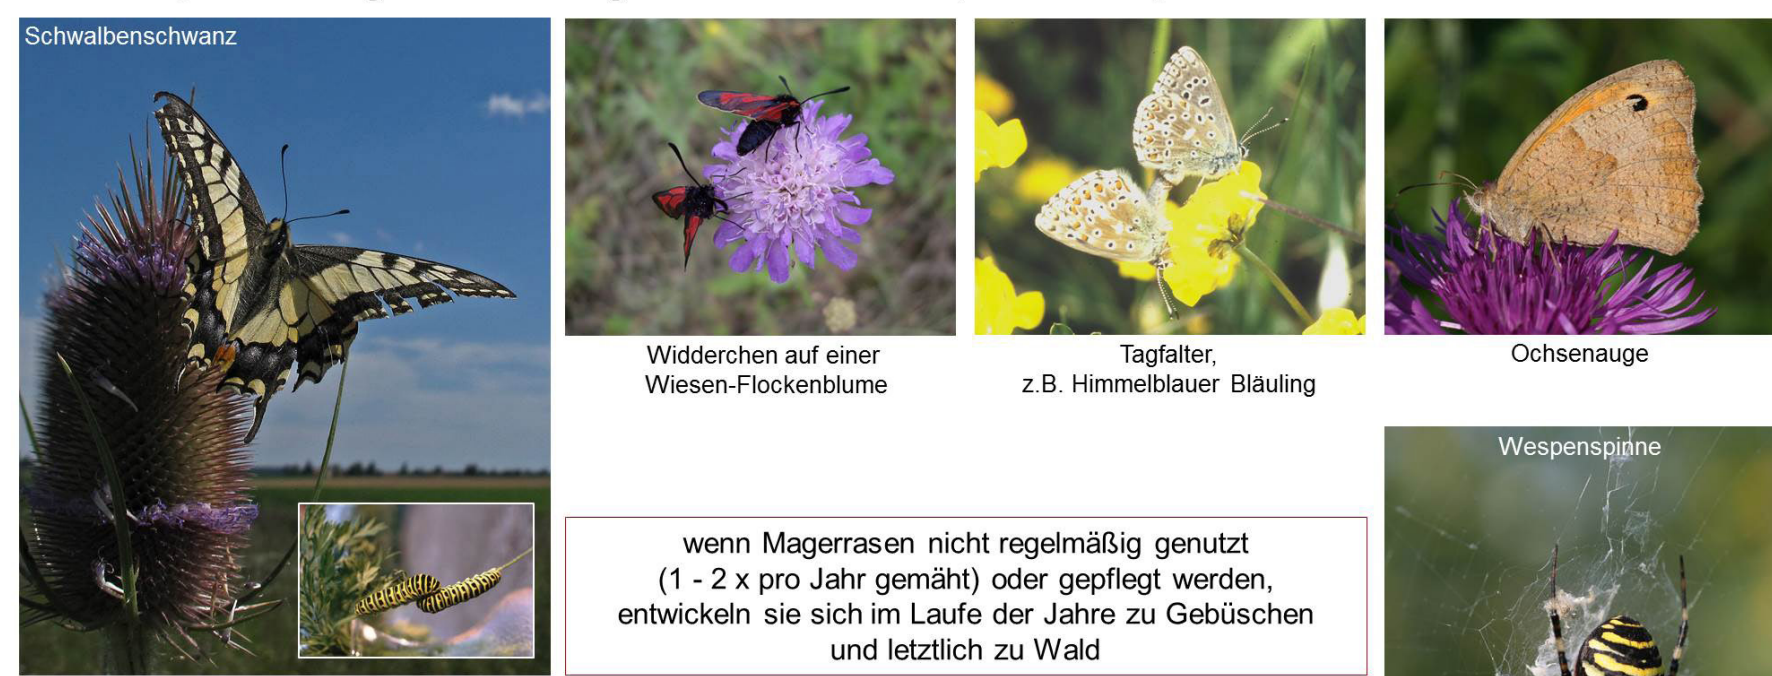 Schwalbenschwanz
Widderchen auf einer
Wiesen-Flockenblume
Tagfalter,
z.B. Himmelblauer Bläuling
Ochsenauge
Wespenspinne
wenn Magerrasen nicht regelmäßig genutzt
(1 - 2 x pro Jahr gemäht) oder gepflegt werden,
entwickeln sie sich im Laufe der Jahre zu Gebüschen
und letztlich zu Wald